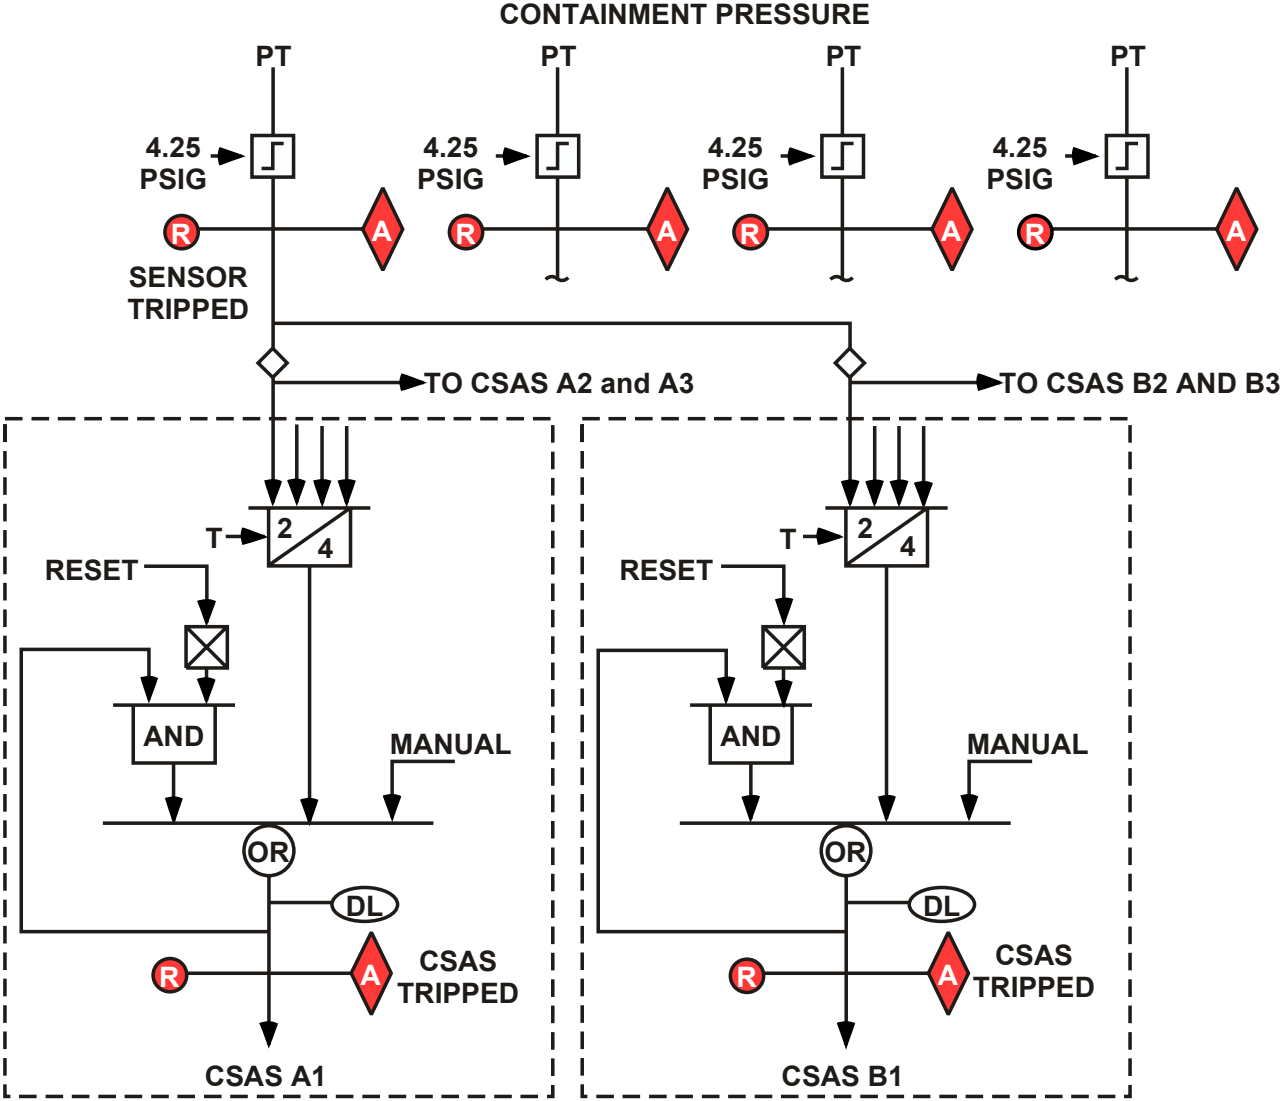 CONTAINMENT PRESSURE
PT PT PT PT
4.25 PSIG
4.25 PSIG
4.25 PSIG
4.25 PSIG
R A R A R A R A
SENSOR
TRIPPED
TO CSAS A2 and A3
TO CSAS B2 AND B3
T 2 4
RESET
AND
MANUAL
OR
DL
R A
CSAS
TRIPPED
CSAS A1
T 2 4
RESET
AND
MANUAL
OR
DL
R A
CSAS
TRIPPED
CSAS B1